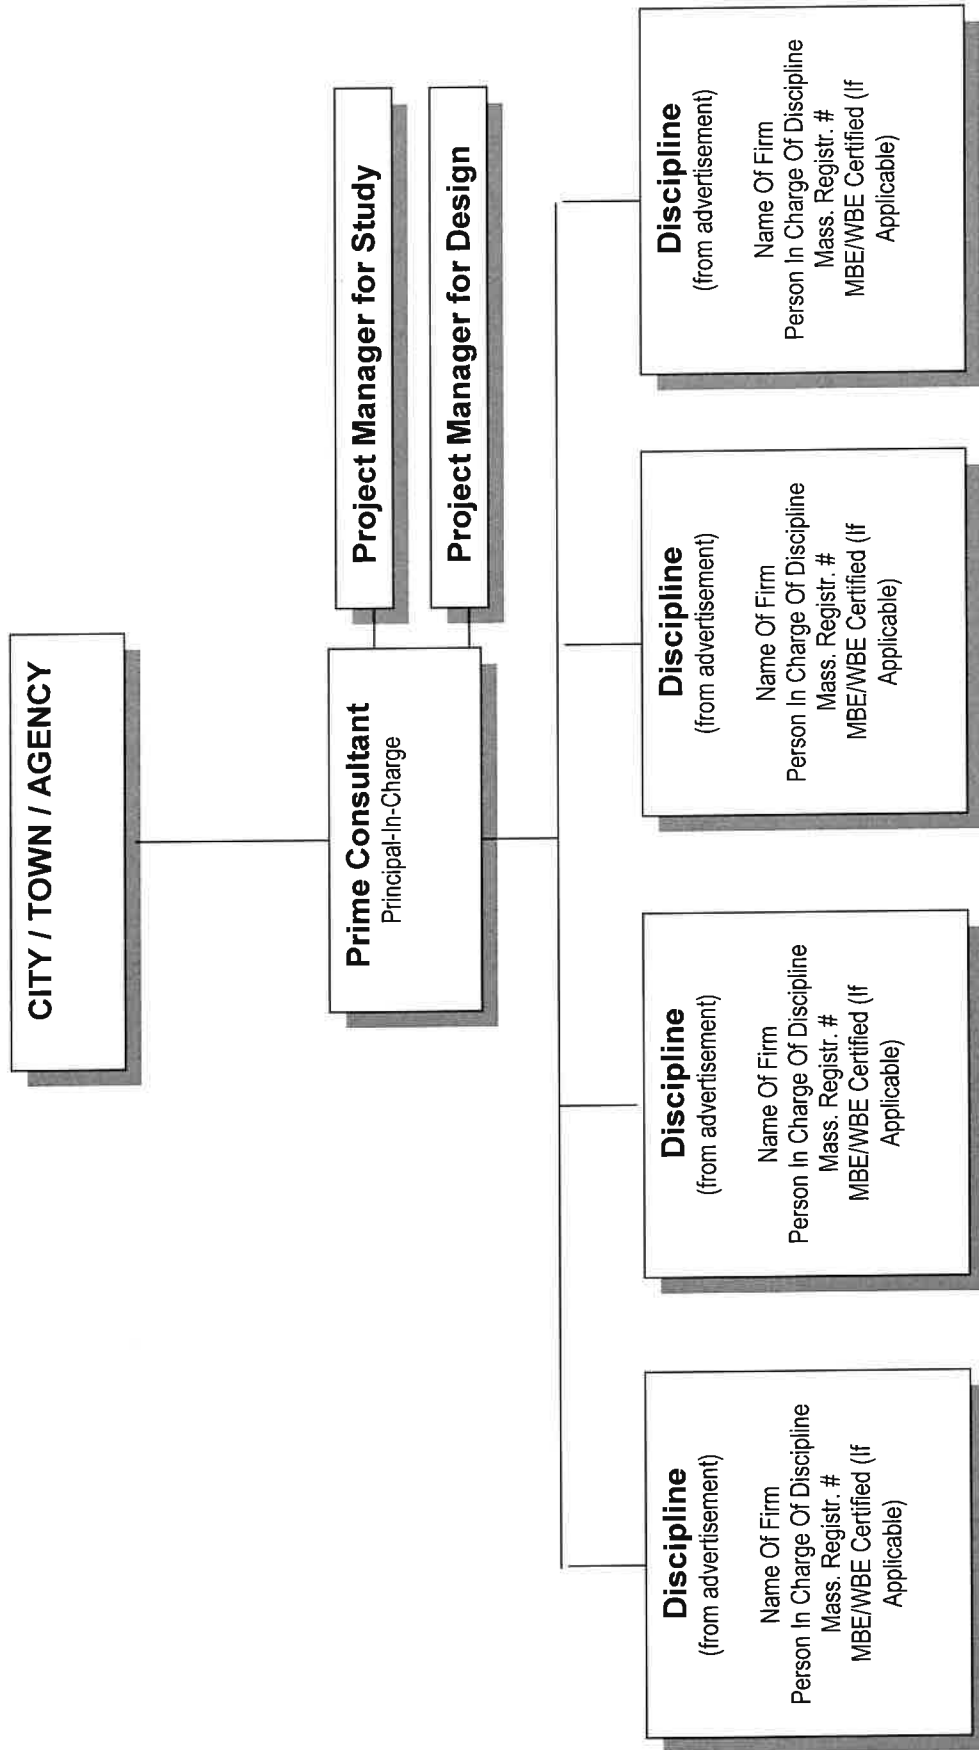 CITY / TOWN / AGENCY
Prime Consultant
Principal-In-Charge
Project Manager for Study
Project Manager for Design
Discipline
(from advertisement)
Name Of Firm
Person In Charge Of Discipline
Mass. Registr. #
MBE/WBE Certified (If
Applicable)
Discipline
(from advertisement)
Name Of Firm
Person In Charge Of Discipline
Mass. Registr. #
MBE/WBE Certified (If
Applicable)
Discipline
(from advertisement)
Name Of Firm
Person In Charge Of Discipline
Mass. Registr. #
MBE/WBE Certified (If
Applicable)
Discipline
(from advertisement)
Name Of Firm
Person In Charge Of Discipline
Mass. Registr. #
MBE/WBE Certified (If
Applicable)